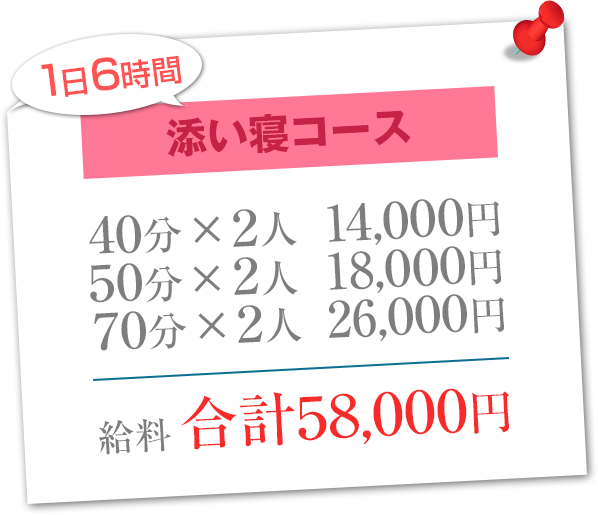 1日6時間
添い寝コース
40分×2人 14,000円
50分×2人 18,000円
70分×2人 26,000円
給料 合計58,000円